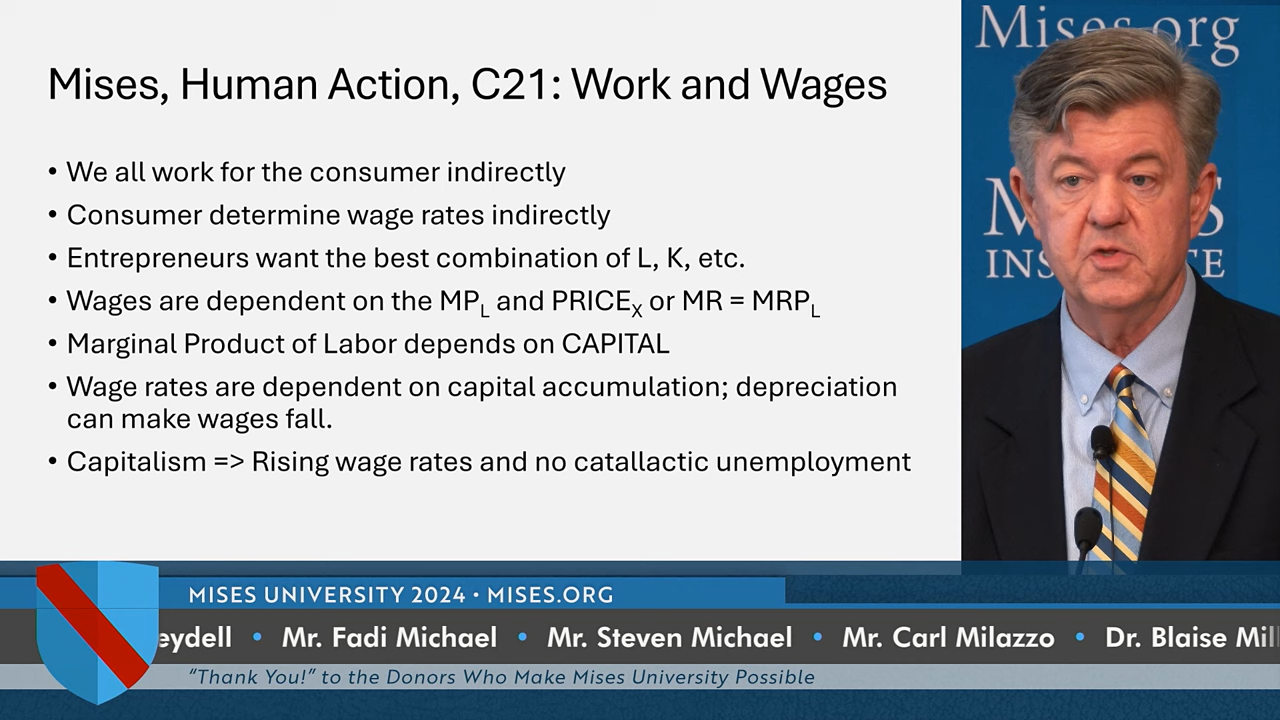 Mises, Human Action, C21: Work and Wages
• We all work for the consumer indirectly
• Consumer determine wage rates indirectly
• Entrepreneurs want the best combination of L, K, etc.
• Wages are dependent on the MPL and PRICEX or MR = MRPL
• Marginal Product of Labor depends on CAPITAL
• Wage rates are dependent on capital accumulation; depreciation
can make wages fall.
• Capitalism => Rising wage rates and no catallactic unemployment
Mises.org
INS
MISES UNIVERSITY 2024 • MISES.ORG
eydell • Mr. Fadi Michael • Mr. Steven Michael • Mr. Carl Milazzo • Dr. Blaise Mil
“Thank You!” to the Donors Who Make Mises University Possible